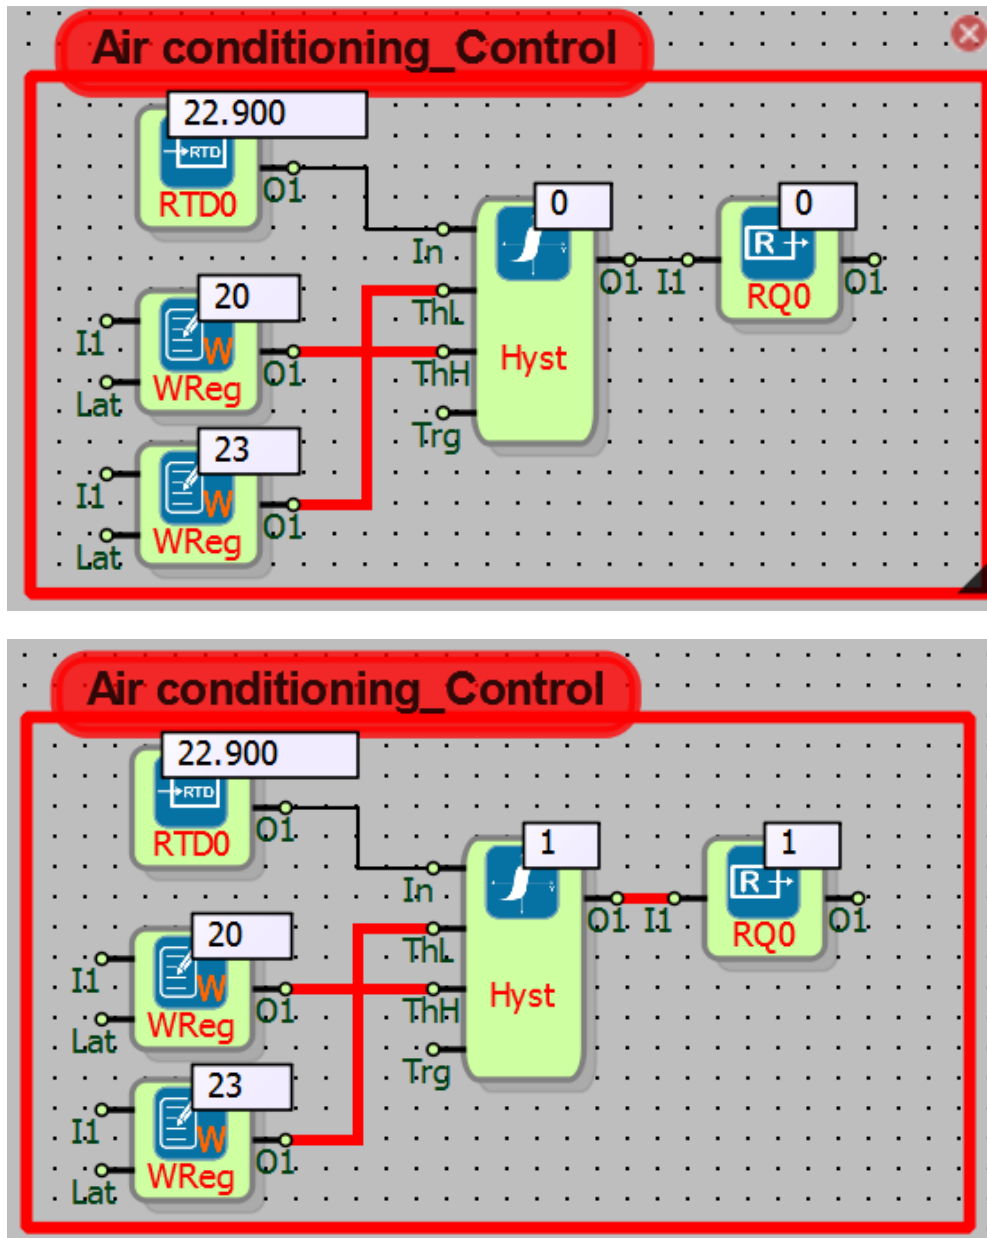 Air conditioning_Control
22.900
RTD
RTD0
O1
0
0
In
R
O1
I1
RQ0
O1
20
ThL
I1
W
WReg
O1
ThH
Hyst
Lat
23
Trg
I1
W
WReg
O1
Lat
Air conditioning_Control
22.900
RTD
RTD0
O1
1
1
In
R
O1
I1
RQ0
O1
20
ThL
I1
W
WReg
O1
ThH
Hyst
Lat
23
Trg
I1
W
WReg
O1
Lat